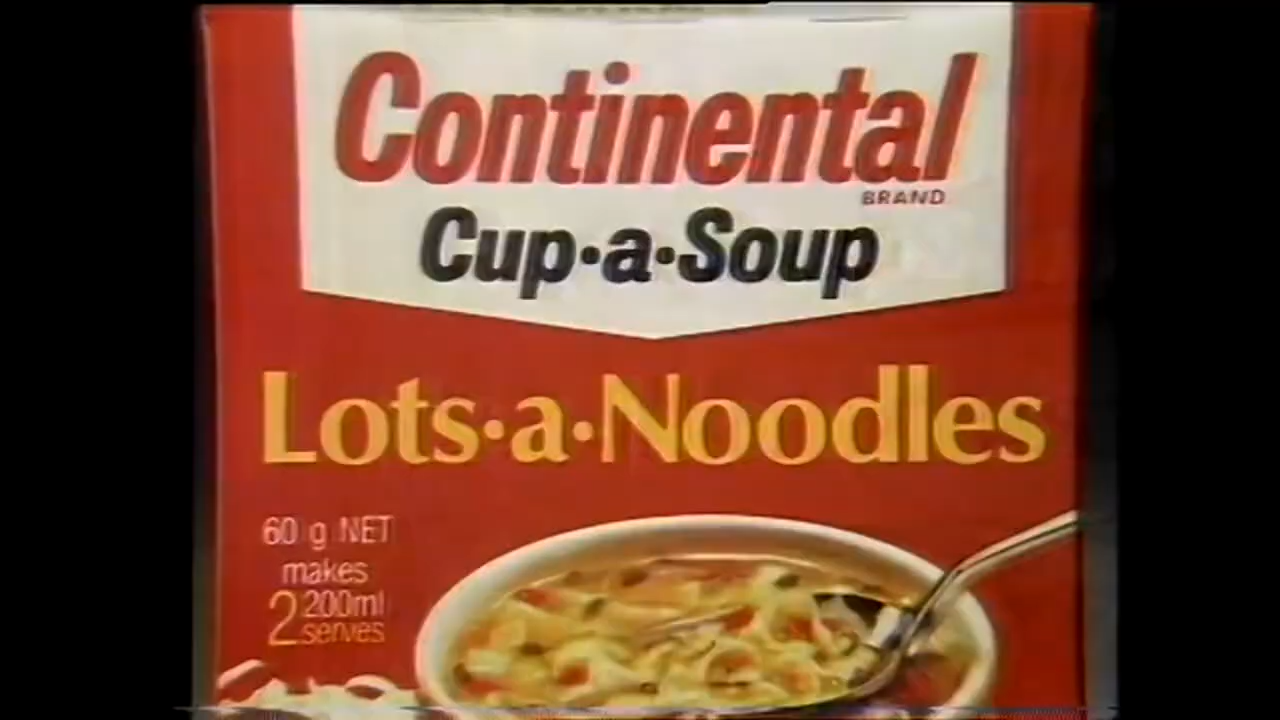 Continental
BRAND
Cup·a·Soup
Lots·a·Noodles
60 g NET
makes
2 200ml
serves